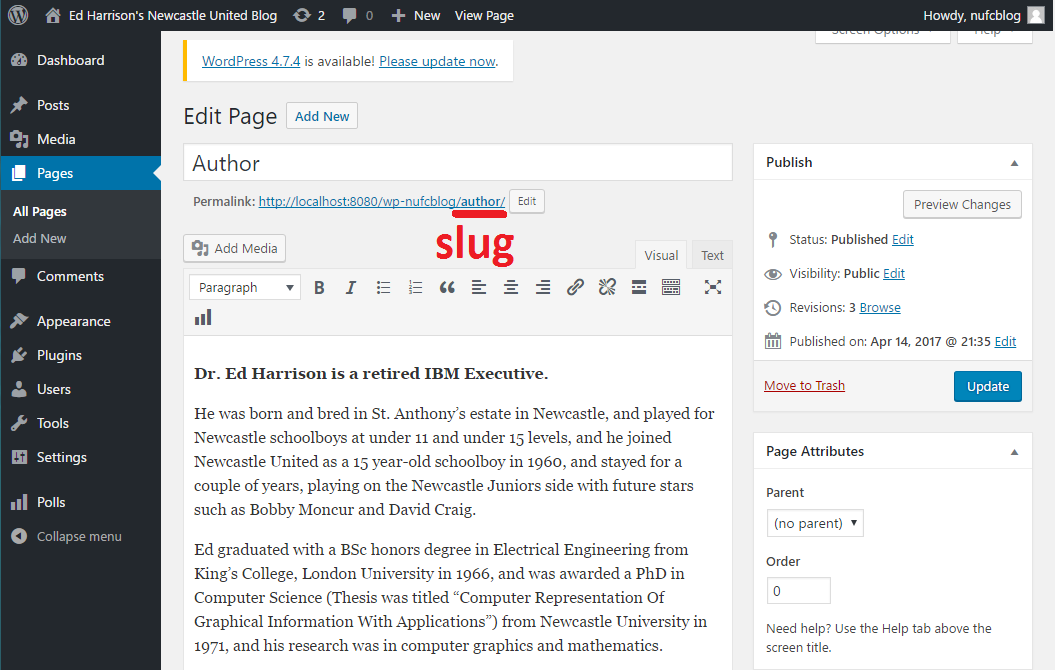 Ed Harrison's Newcastle United Blog 2 0 New View Page Howdy, nufcblog
Screen Options Help
Dashboard
Posts
Media
Pages
All Pages
Add New
Comments
Appearance
Plugins
Users
Tools
Settings
Polls
Collapse menu
WordPress 4.7.4 is available! Please update now.
Edit Page Add New
Author
Permalink: http://localhost:8080/wp-nufcblog/author/ Edit
slug
Add Media
Visual Text
Paragraph B I
Dr. Ed Harrison is a retired IBM Executive.
He was born and bred in St. Anthony’s estate in Newcastle, and played for
Newcastle schoolboys at under 11 and under 15 levels, and he joined
Newcastle United as a 15 year-old schoolboy in 1960, and stayed for a
couple of years, playing on the Newcastle Juniors side with future stars
such as Bobby Moncur and David Craig.
Ed graduated with a BSc honors degree in Electrical Engineering from
King’s College, London University in 1966, and was awarded a PhD in
Computer Science (Thesis was titled “Computer Representation Of
Graphical Information With Applications”) from Newcastle University in
1971, and his research was in computer graphics and mathematics.
Publish
Preview Changes
Status: Published Edit
Visibility: Public Edit
Revisions: 3 Browse
Published on: Apr 14, 2017 @ 21:35 Edit
Move to Trash Update
Page Attributes
Parent
(no parent)
Order
0
Need help? Use the Help tab above the
screen title.